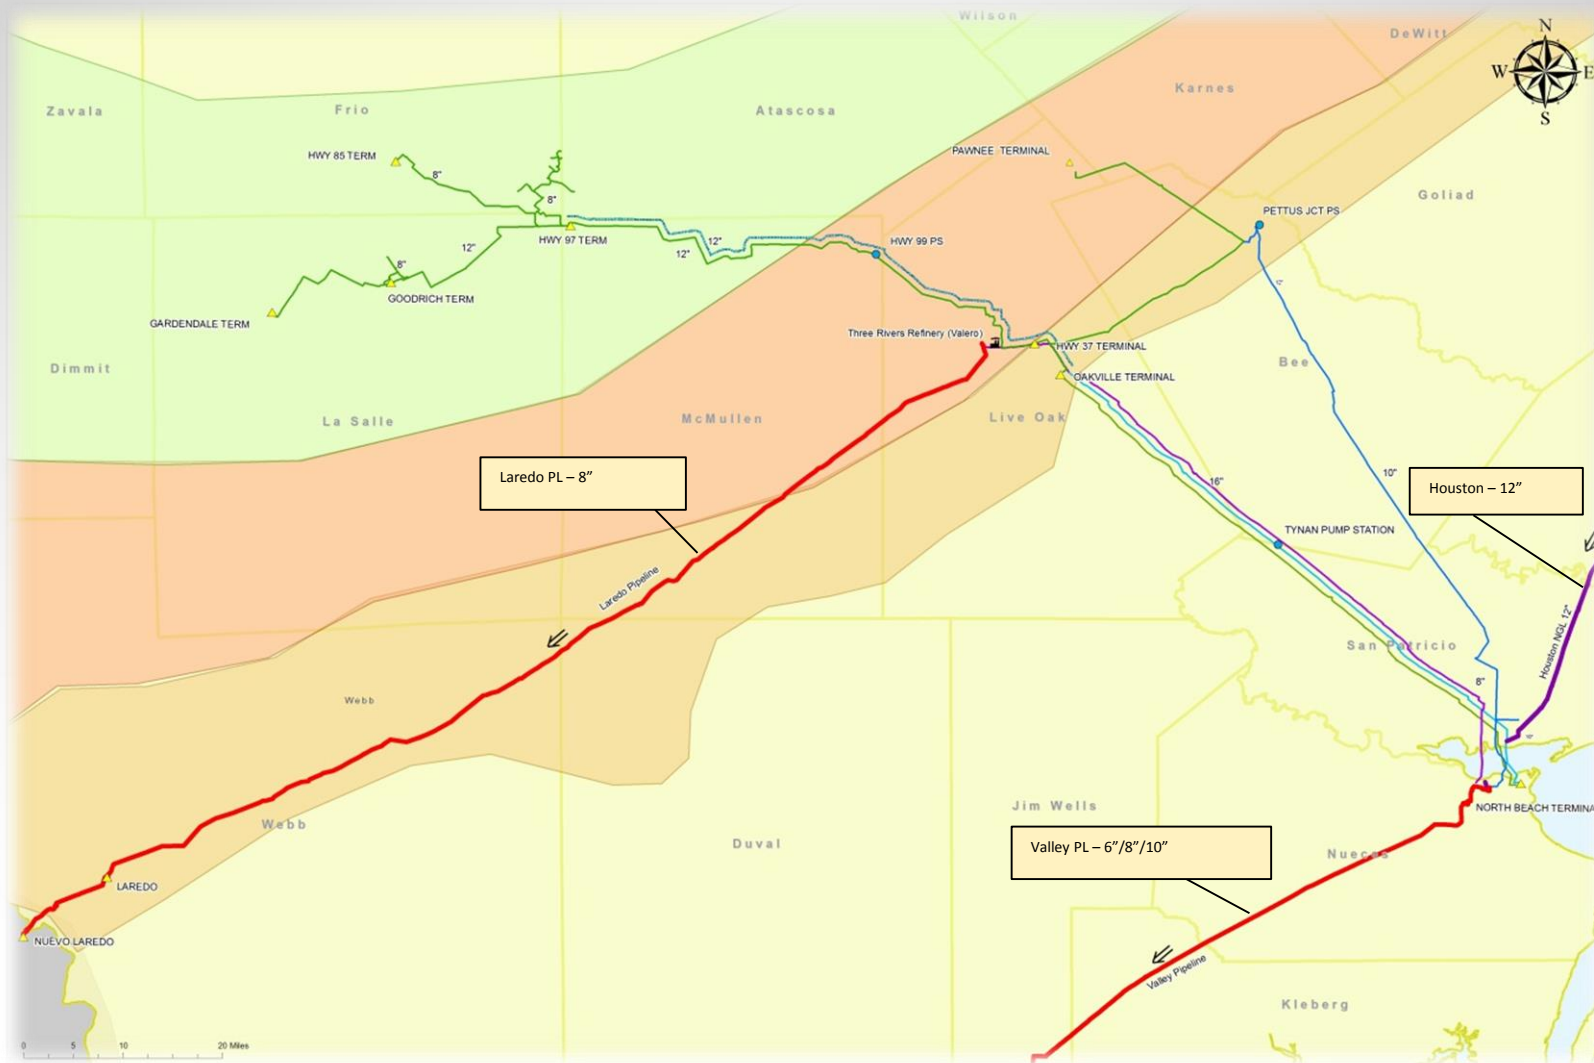 Wilson
DeWitt
N
W
E
S
Zavala
Frio
Atascosa
Karnes
HWY 85 TERM
8"
PAWNEE TERMINAL
8"
Goliad
PETTUS JCT PS
HWY 97 TERM
12"
12"
12"
HWY 99 PS
8"
GOODRICH TERM
12"
GARDENDALE TERM
Three Rivers Refinery (Valero)
HWY 37 TERMINAL
Bee
Dimmit
OAKVILLE TERMINAL
La Salle
McMullen
Live Oak
Laredo PL – 8”
16"
10"
Houston – 12”
TYNAN PUMP STATION
Laredo Pipeline
San Patricio
Houston NGL 12"
8"
Webb
NORTH BEACH TERMINA
Jim Wells
Webb
Duval
Valley PL – 6”/8”/10”
Nueces
LAREDO
NUEVO LAREDO
Valley Pipeline
Kleberg
0 5 10 20 Miles